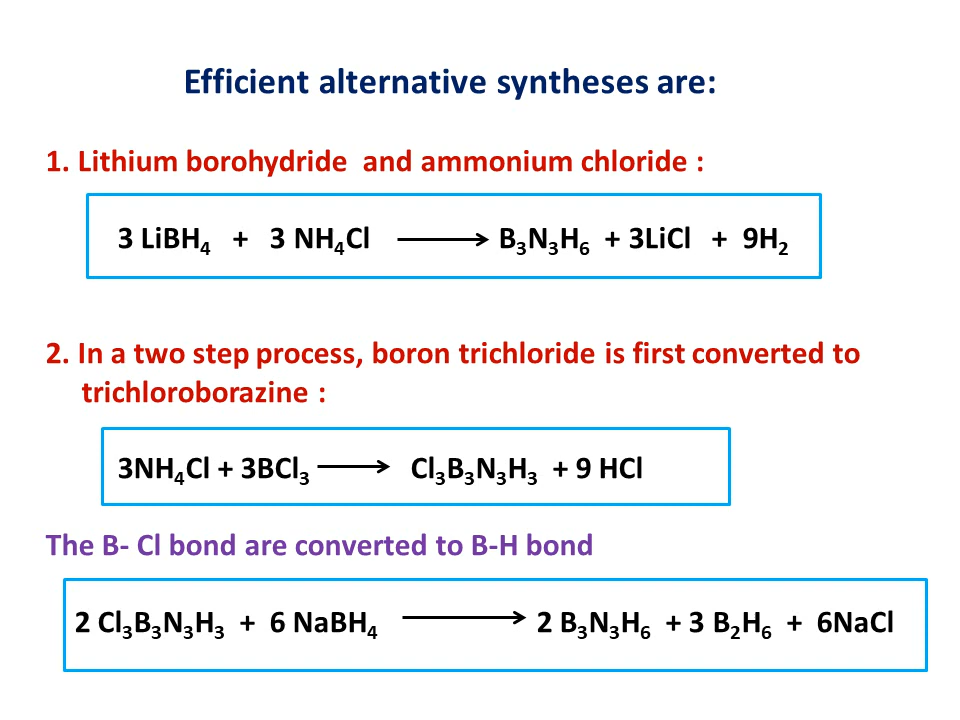 Efficient alternative syntheses are:
1. Lithium borohydride and ammonium chloride :
3 LiBH₄ + 3 NH₄Cl ⟶ B₃N₃H₆ + 3LiCl + 9H₂
2. In a two step process, boron trichloride is first converted to
trichloroborazine :
3NH₄Cl + 3BCl₃ ⟶ Cl₃B₃N₃H₃ + 9 HCl
The B- Cl bond are converted to B-H bond
2 Cl₃B₃N₃H₃ + 6 NaBH₄ ⟶ 2 B₃N₃H₆ + 3 B₂H₆ + 6NaCl